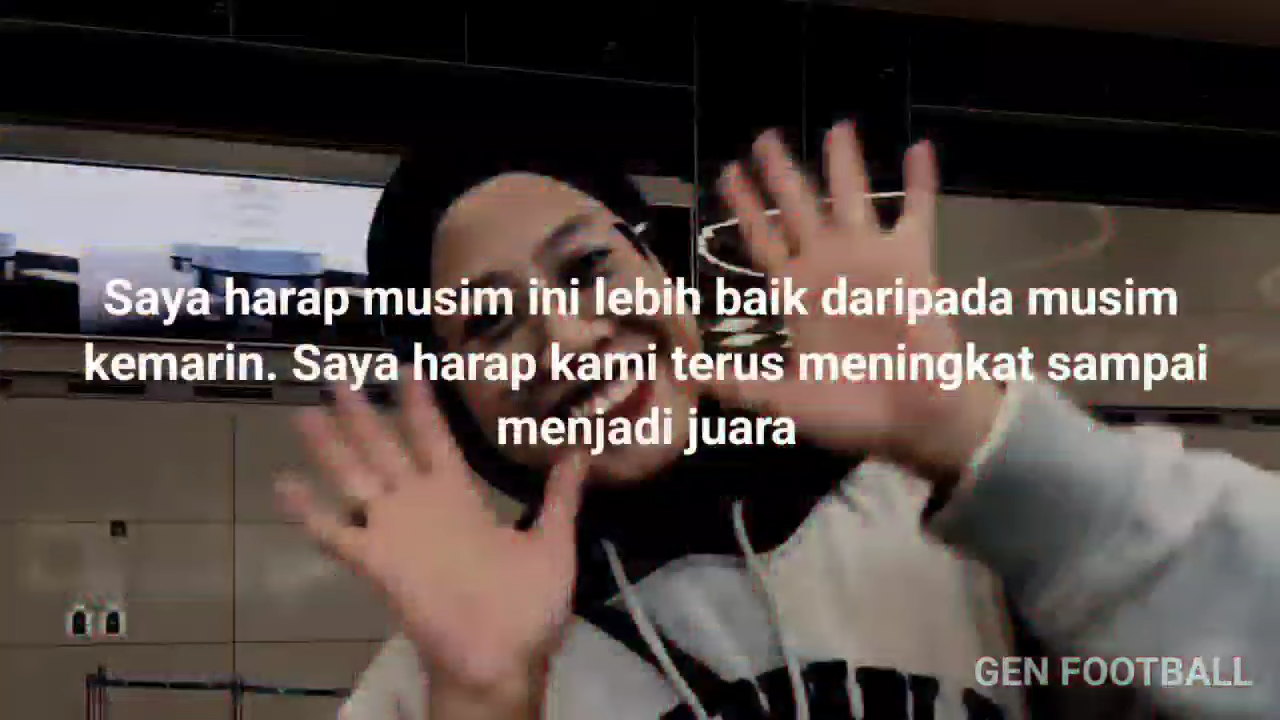 Saya harap musim ini lebih baik daripada musim
kemarin. Saya harap kami terus meningkat sampai
menjadi juara
GEN FOOTBALL